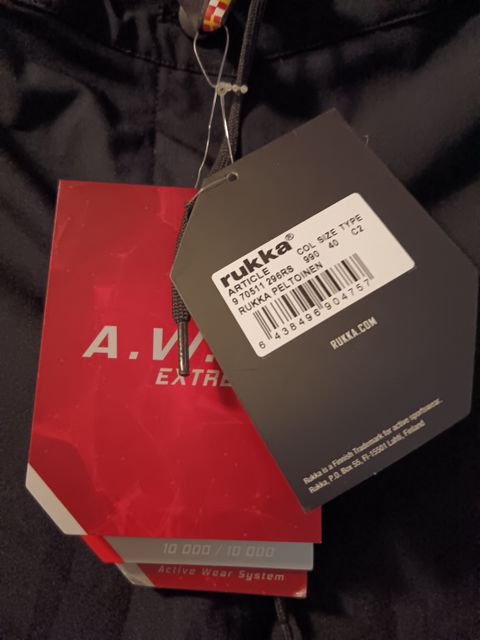 rukka®
ARTICLE COL SIZE TYPE
9 70511 296RS 990 40 C2
RUKKA PELTOINEN
6 438496 904757
RUKKA.COM
Rukka is a Finnish Trademark for active sportswear.
Rukka, P.O. Box 55, FI-15501 Lahti, Finland
A.W.
EXTRE
10 000 / 10 000
Active Wear System